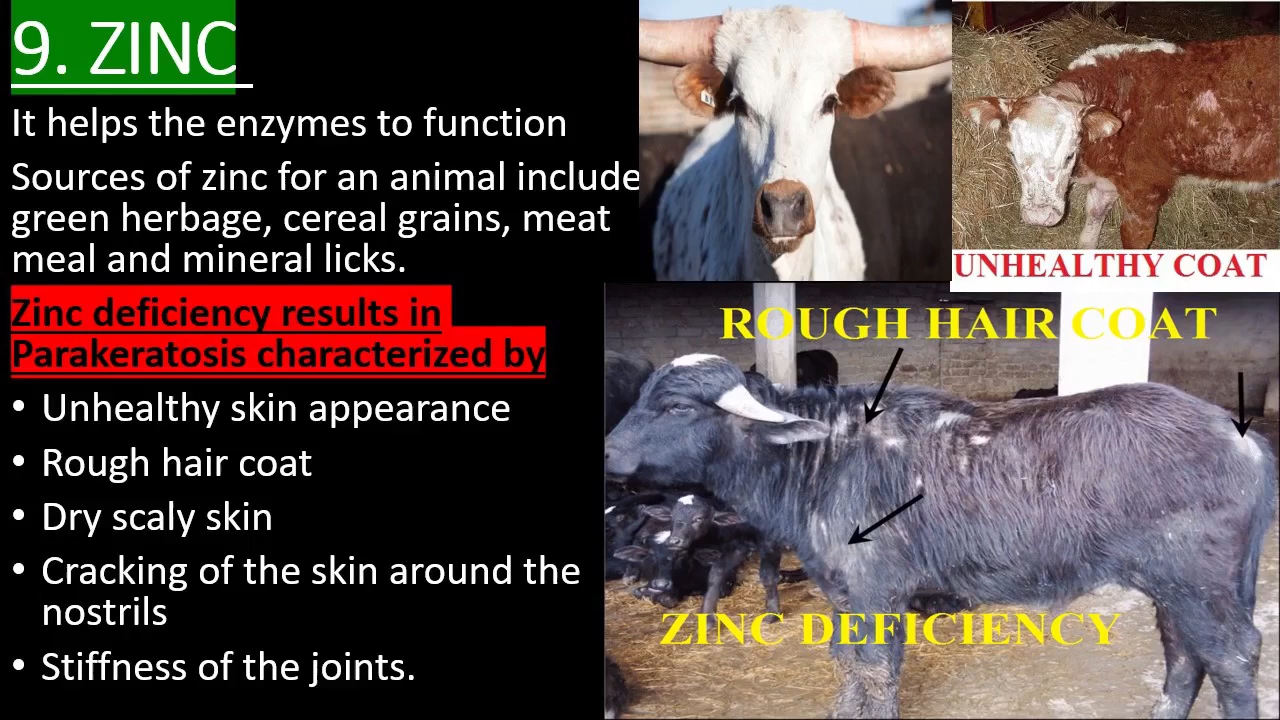 9. ZINC
It helps the enzymes to function
Sources of zinc for an animal include
green herbage, cereal grains, meat
meal and mineral licks.
Zinc deficiency results in
Parakeratosis characterized by
• Unhealthy skin appearance
• Rough hair coat
• Dry scaly skin
• Cracking of the skin around the
nostrils
• Stiffness of the joints.
UNHEALTHY COAT
ROUGH HAIR COAT
ZINC DEFICIENCY